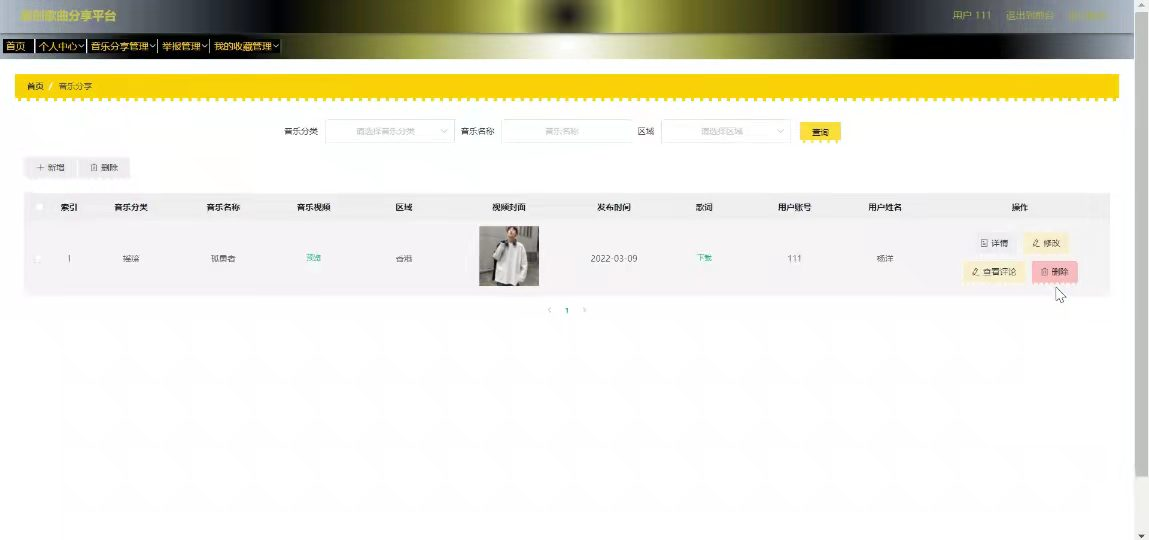 原创歌曲分享平台
用户 111 退出到前台
首页 个人中心 音乐分享管理 举报管理 我的收藏管理
首页 / 音乐分享
音乐分类 请选择音乐分类 音乐名称 音乐名称 区域 请选择区域 查询
+ 新增 删除
索引 音乐分类 音乐名称 音乐视频 区域 视频封面 发布时间 歌词 用户账号 用户姓名 操作
1 摇滚 孤勇者 预览 香港 2022-03-09 下载 111 杨洋 详情 修改
查看评论 删除
1